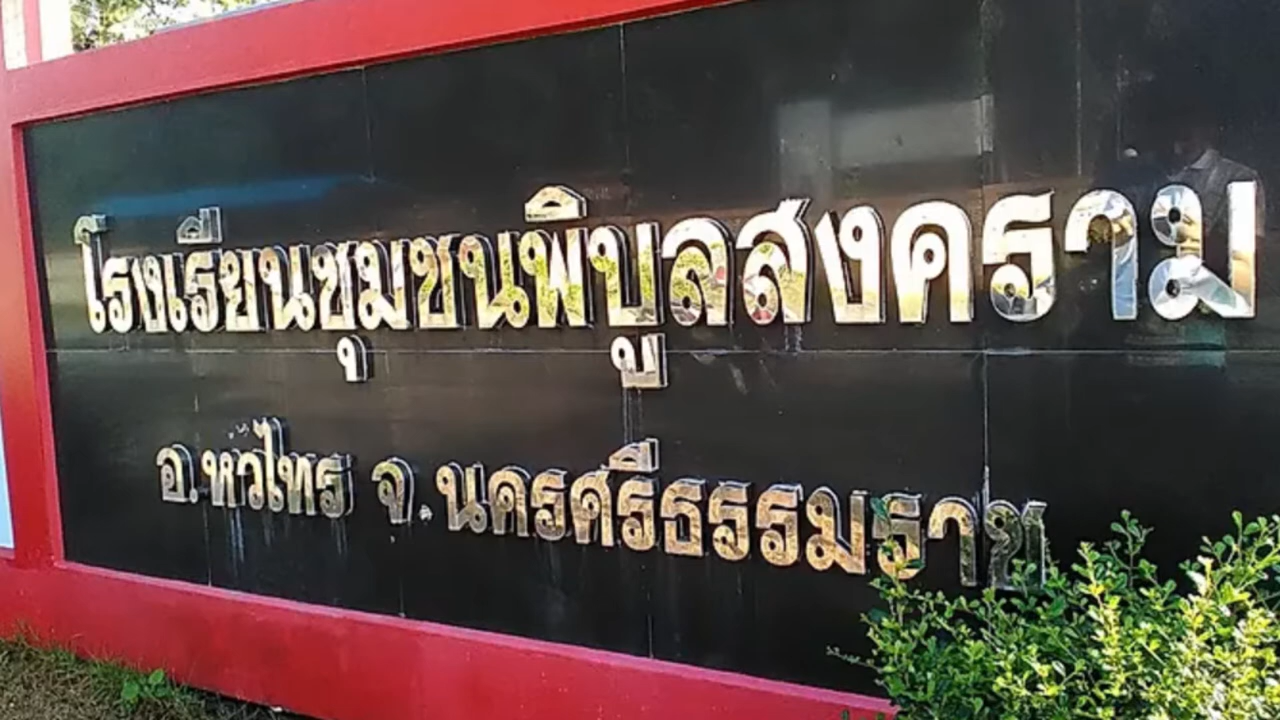 โรงเรียนชุมชนพิบูลสงคราม
อ.หัวไทร จ.นครศรีธรรมราช